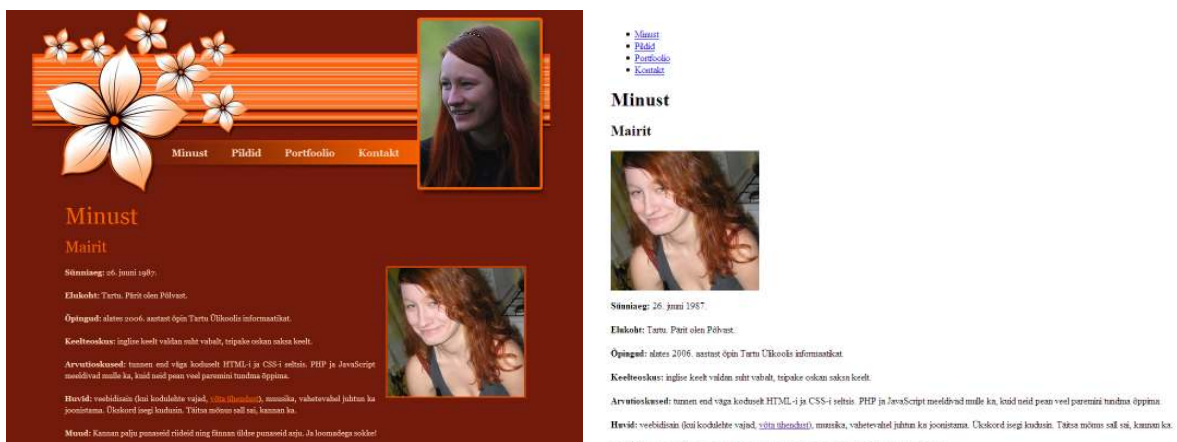 Minust Pildid Portfoolio Kontakt
Minust
Mairit
Sünniaeg: 26. juuni 1987.
Elukoht: Tartu. Pärit olen Põlvast.
Õpingud: alates 2006. aastast õpin Tartu Ülikoolis informaatikat.
Keelteoskus: inglise keelt valdan suht vabalt, tsipake oskan saksa keelt.
Arvutioskused: tunnen end väga koduselt HTML-i ja CSS-i seltsis. PHP ja JavaScript
meeldivad mulle ka, kuid neid pean veel paremini tundma õppima.
Huvid: veebidisain (kui kodulehte vajad, võta ühendust), muusika, vahetevahel juhtun ka
joonistama. Ükskord isegi kudusin. Täitsa mõnus sall sai, kannan ka.
Muud: Kannan palju punaseid riideid ning fännan üldse punaseid asju. Ja loomadega sokke!
Minust
Pildid
Portfoolio
Kontakt
Minust
Mairit
Sünniaeg: 26. juuni 1987.
Elukoht: Tartu. Pärit olen Põlvast.
Õpingud: alates 2006. aastast õpin Tartu Ülikoolis informaatikat.
Keelteoskus: inglise keelt valdan suht vabalt, tsipake oskan saksa keelt.
Arvutioskused: tunnen end väga koduselt HTML-i ja CSS-i seltsis. PHP ja JavaScript meeldivad mulle ka, kuid neid pean veel paremini tundma õppima.
Huvid: veebidisain (kui kodulehte vajad, võta ühendust), muusika, vahetevahel juhtun ka joonistama. Ükskord isegi kudusin. Täitsa mõnus sall sai, kannan ka.